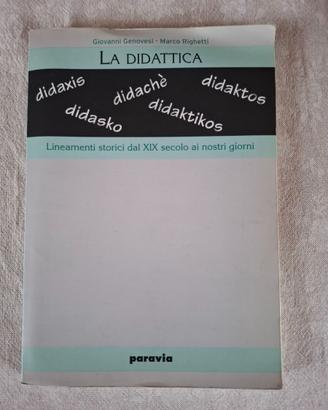 Giovanni Genovesi - Marco Righetti
LA DIDATTICA
didaxis
didachè
didaktos
didasko
didaktikos
Lineamenti storici dal XIX secolo ai nostri giorni
paravia